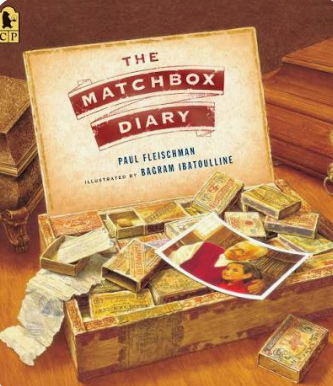 CP
THE
MATCHBOX
DIARY
PAUL FLEISCHMAN
ILLUSTRATED BY BAGRAM IBATOULLINE